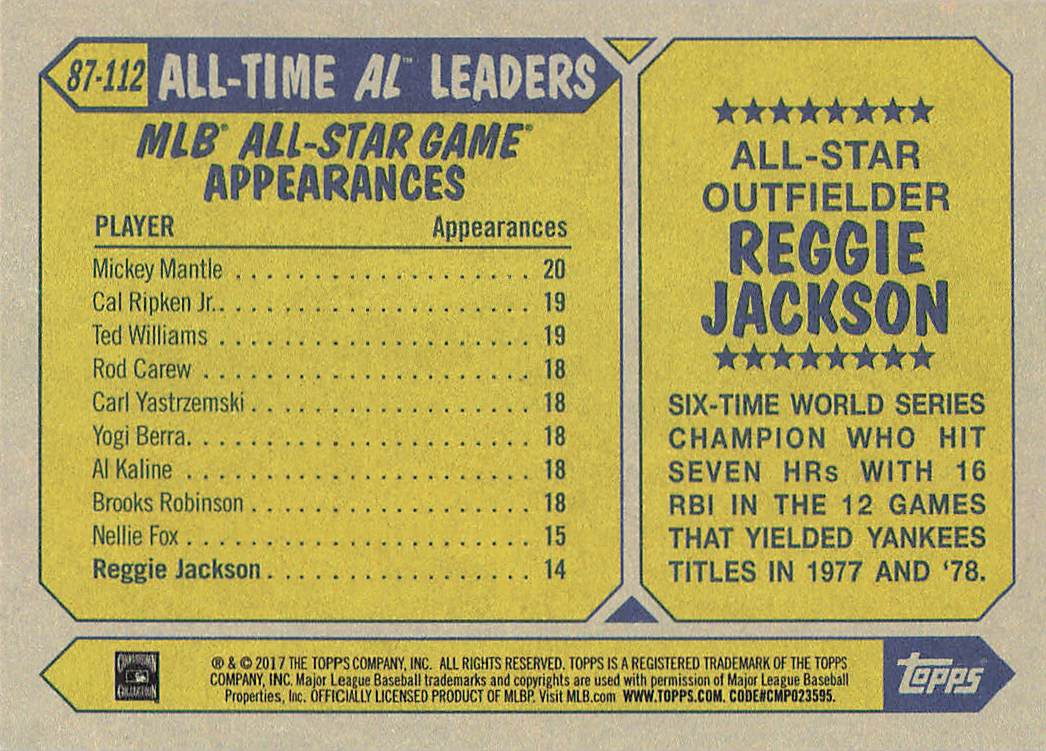 87-112 ALL-TIME AL™ LEADERS
MLB® ALL-STAR GAME®
APPEARANCES
PLAYER Appearances
Mickey Mantle . . . . . . . . . . . . . . . . . . . . . . 20
Cal Ripken Jr. . . . . . . . . . . . . . . . . . . . . . . 19
Ted Williams . . . . . . . . . . . . . . . . . . . . . . . 19
Rod Carew . . . . . . . . . . . . . . . . . . . . . . . . 18
Carl Yastrzemski . . . . . . . . . . . . . . . . . . . . 18
Yogi Berra. . . . . . . . . . . . . . . . . . . . . . . . . 18
Al Kaline . . . . . . . . . . . . . . . . . . . . . . . . . 18
Brooks Robinson . . . . . . . . . . . . . . . . . . . . 18
Nellie Fox . . . . . . . . . . . . . . . . . . . . . . . . . 15
Reggie Jackson . . . . . . . . . . . . . . . . . . . . 14
ALL-STAR
OUTFIELDER
REGGIE
JACKSON
SIX-TIME WORLD SERIES
CHAMPION WHO HIT
SEVEN HRs WITH 16
RBI IN THE 12 GAMES
THAT YIELDED YANKEES
TITLES IN 1977 AND ‘78.
COOPERSTOWN
COLLECTION
® & © 2017 THE TOPPS COMPANY, INC. ALL RIGHTS RESERVED. TOPPS IS A REGISTERED TRADEMARK OF THE TOPPS
COMPANY, INC. Major League Baseball trademarks and copyrights are used with permission of Major League Baseball
Properties, Inc. OFFICIALLY LICENSED PRODUCT OF MLBP. Visit MLB.com WWW.TOPPS.COM. CODE#CMP023595.
topps